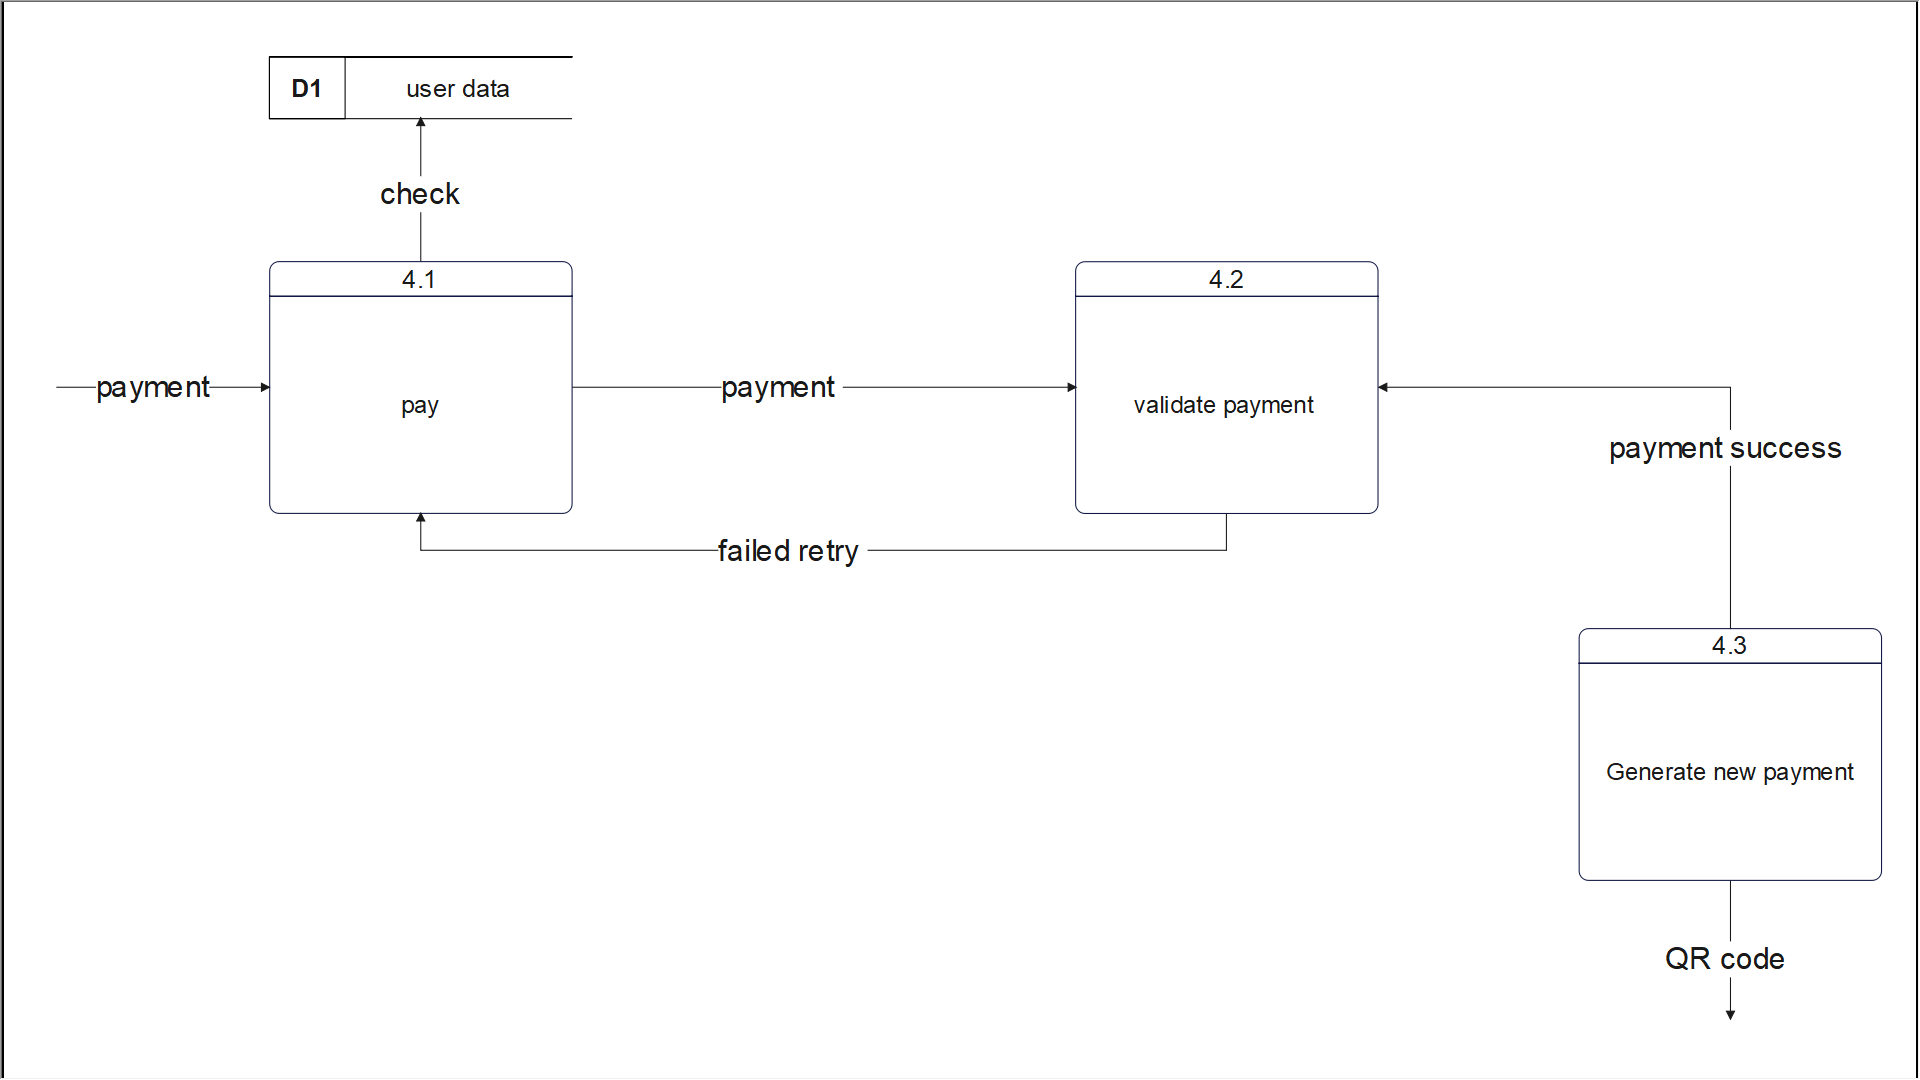 D1
user data
check
4.1
4.2
payment
payment
pay
validate payment
payment success
failed retry
4.3
Generate new payment
QR code